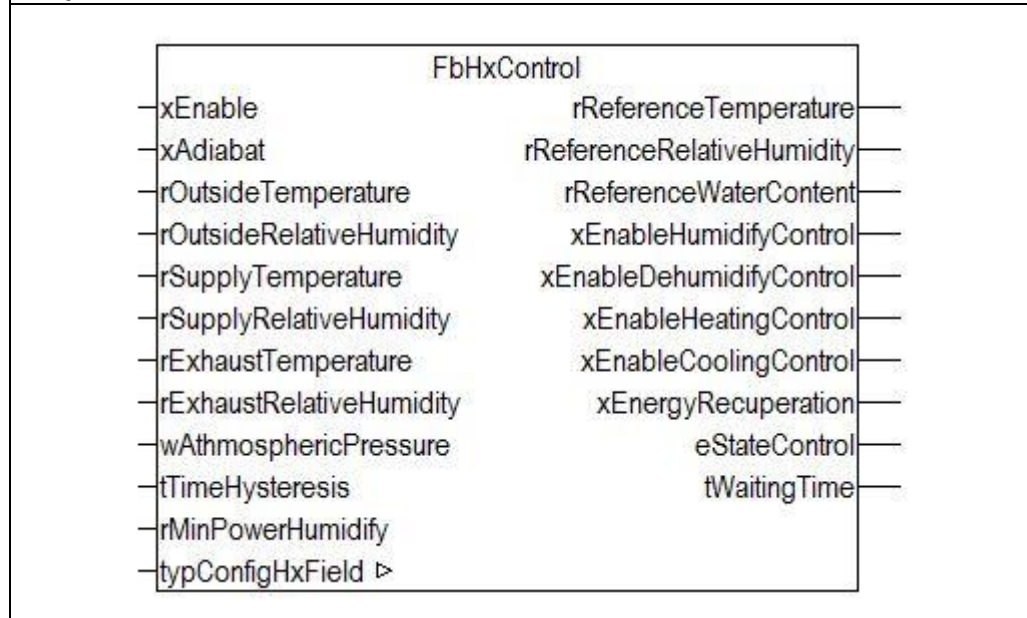 FbHxControl
xEnable rReferenceTemperature
xAdiabat rReferenceRelativeHumidity
rOutsideTemperature rReferenceWaterContent
rOutsideRelativeHumidity xEnableHumidifyControl
rSupplyTemperature xEnableDehumidifyControl
rSupplyRelativeHumidity xEnableHeatingControl
rExhaustTemperature xEnableCoolingControl
rExhaustRelativeHumidity xEnergyRecuperation
wAthmosphericPressure eStateControl
tTimeHysteresis tWaitingTime
rMinPowerHumidify
typConfigHxField ▷